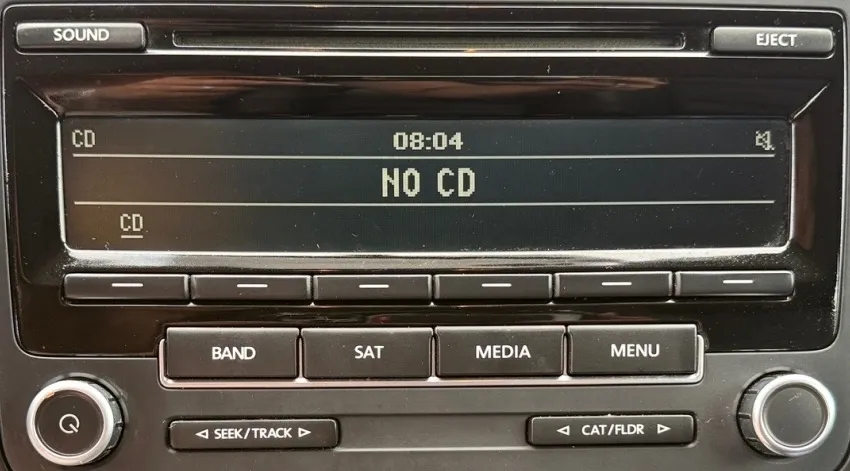 SOUND
EJECT
CD 08:04
NO CD
CD
BAND SAT MEDIA MENU
SEEK/TRACK CAT/FLDR